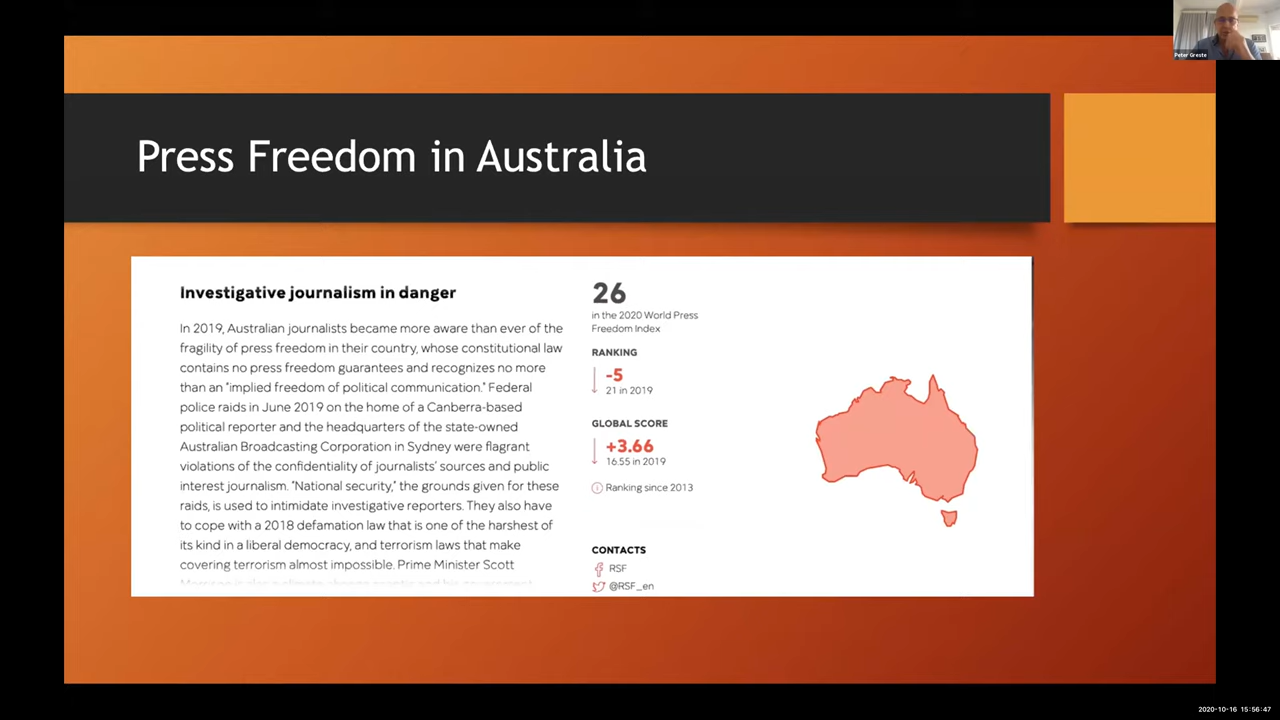 Peter Greste
Press Freedom in Australia
Investigative journalism in danger
In 2019, Australian journalists became more aware than ever of the
fragility of press freedom in their country, whose constitutional law
contains no press freedom guarantees and recognizes no more
than an "implied freedom of political communication." Federal
police raids in June 2019 on the home of a Canberra-based
political reporter and the headquarters of the state-owned
Australian Broadcasting Corporation in Sydney were flagrant
violations of the confidentiality of journalists' sources and public
interest journalism. "National security," the grounds given for these
raids, is used to intimidate investigative reporters. They also have
to cope with a 2018 defamation law that is one of the harshest of
its kind in a liberal democracy, and terrorism laws that make
covering terrorism almost impossible. Prime Minister Scott
26
in the 2020 World Press
Freedom Index
RANKING
-5
21 in 2019
GLOBAL SCORE
+3.66
16.55 in 2019
Ranking since 2013
CONTACTS
RSF
@RSF_en
2020-10-16 15:56:47